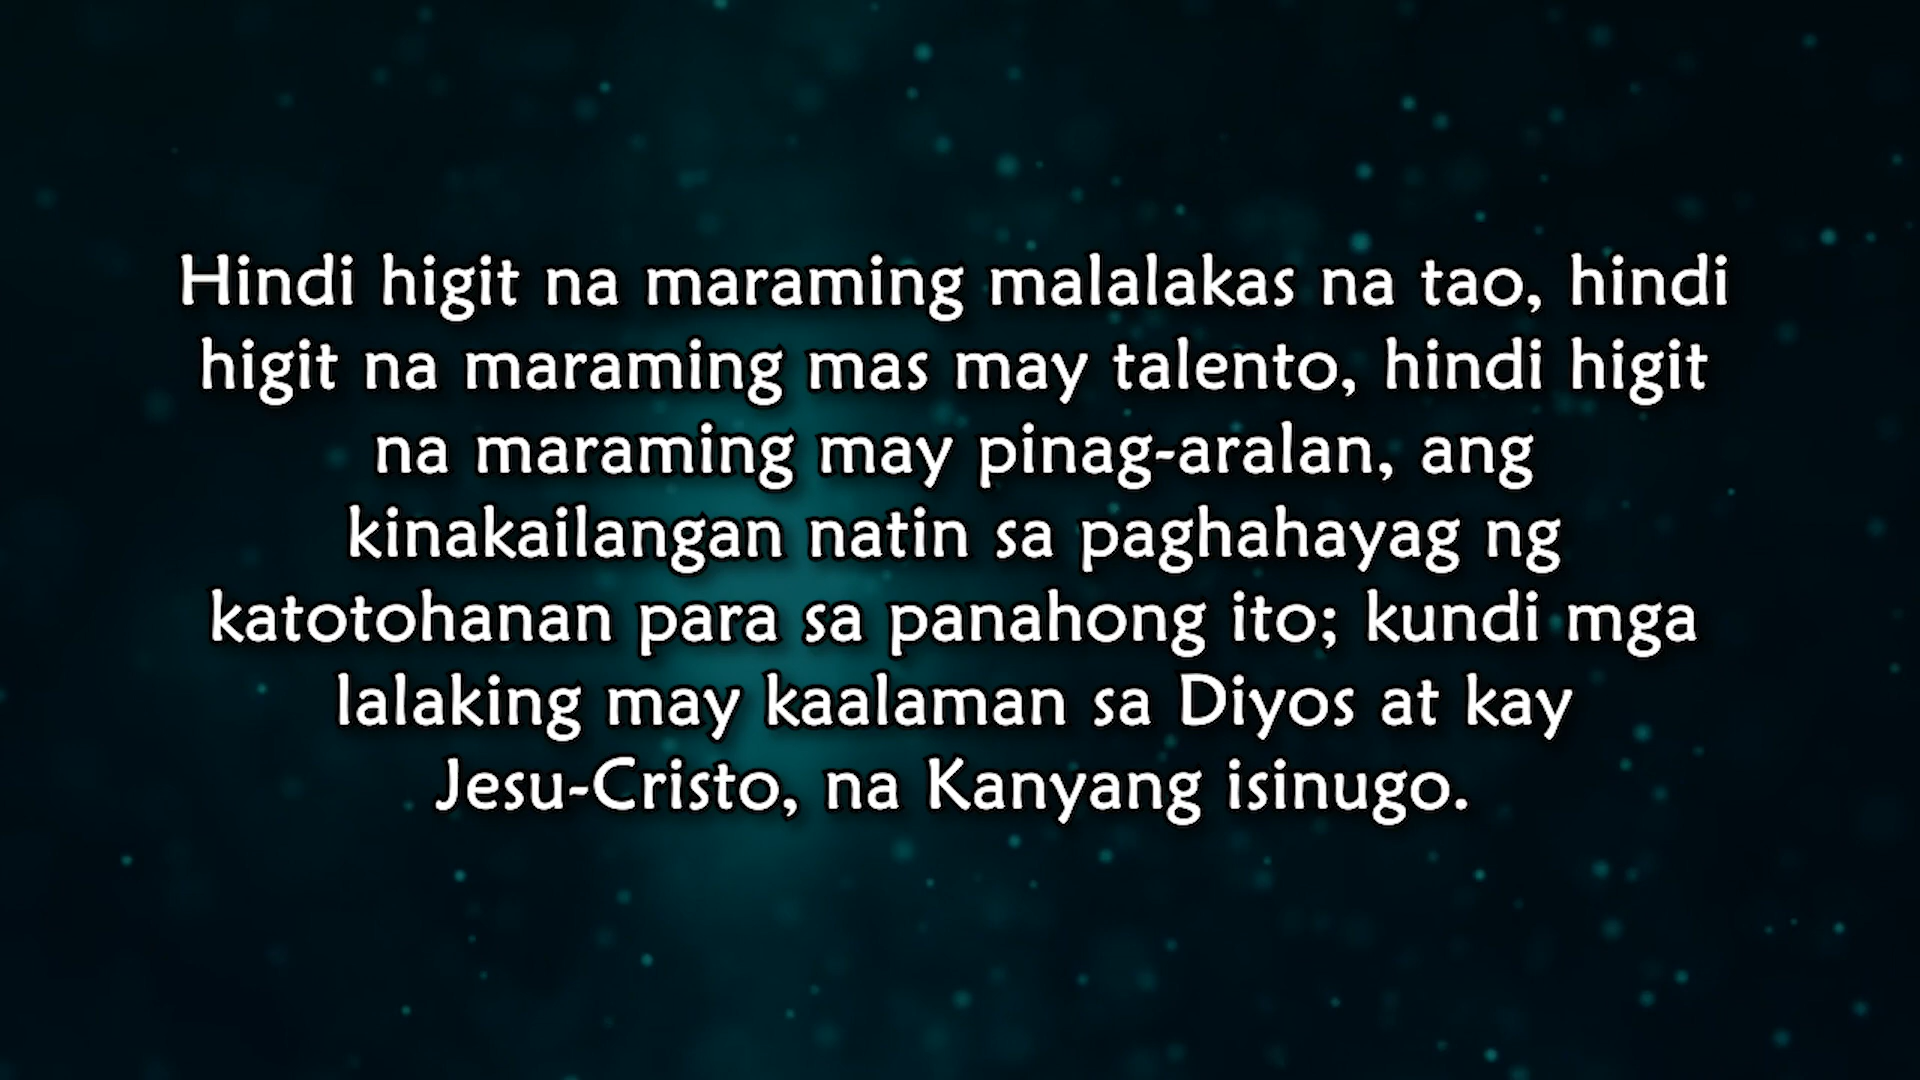 Hindi higit na maraming malalakas na tao, hindi
higit na maraming mas may talento, hindi higit
na maraming may pinag-aralan, ang
kinakailangan natin sa paghahayag ng
katotohanan para sa panahong ito; kundi mga
lalaking may kaalaman sa Diyos at kay
Jesu-Cristo, na Kanyang isinugo.